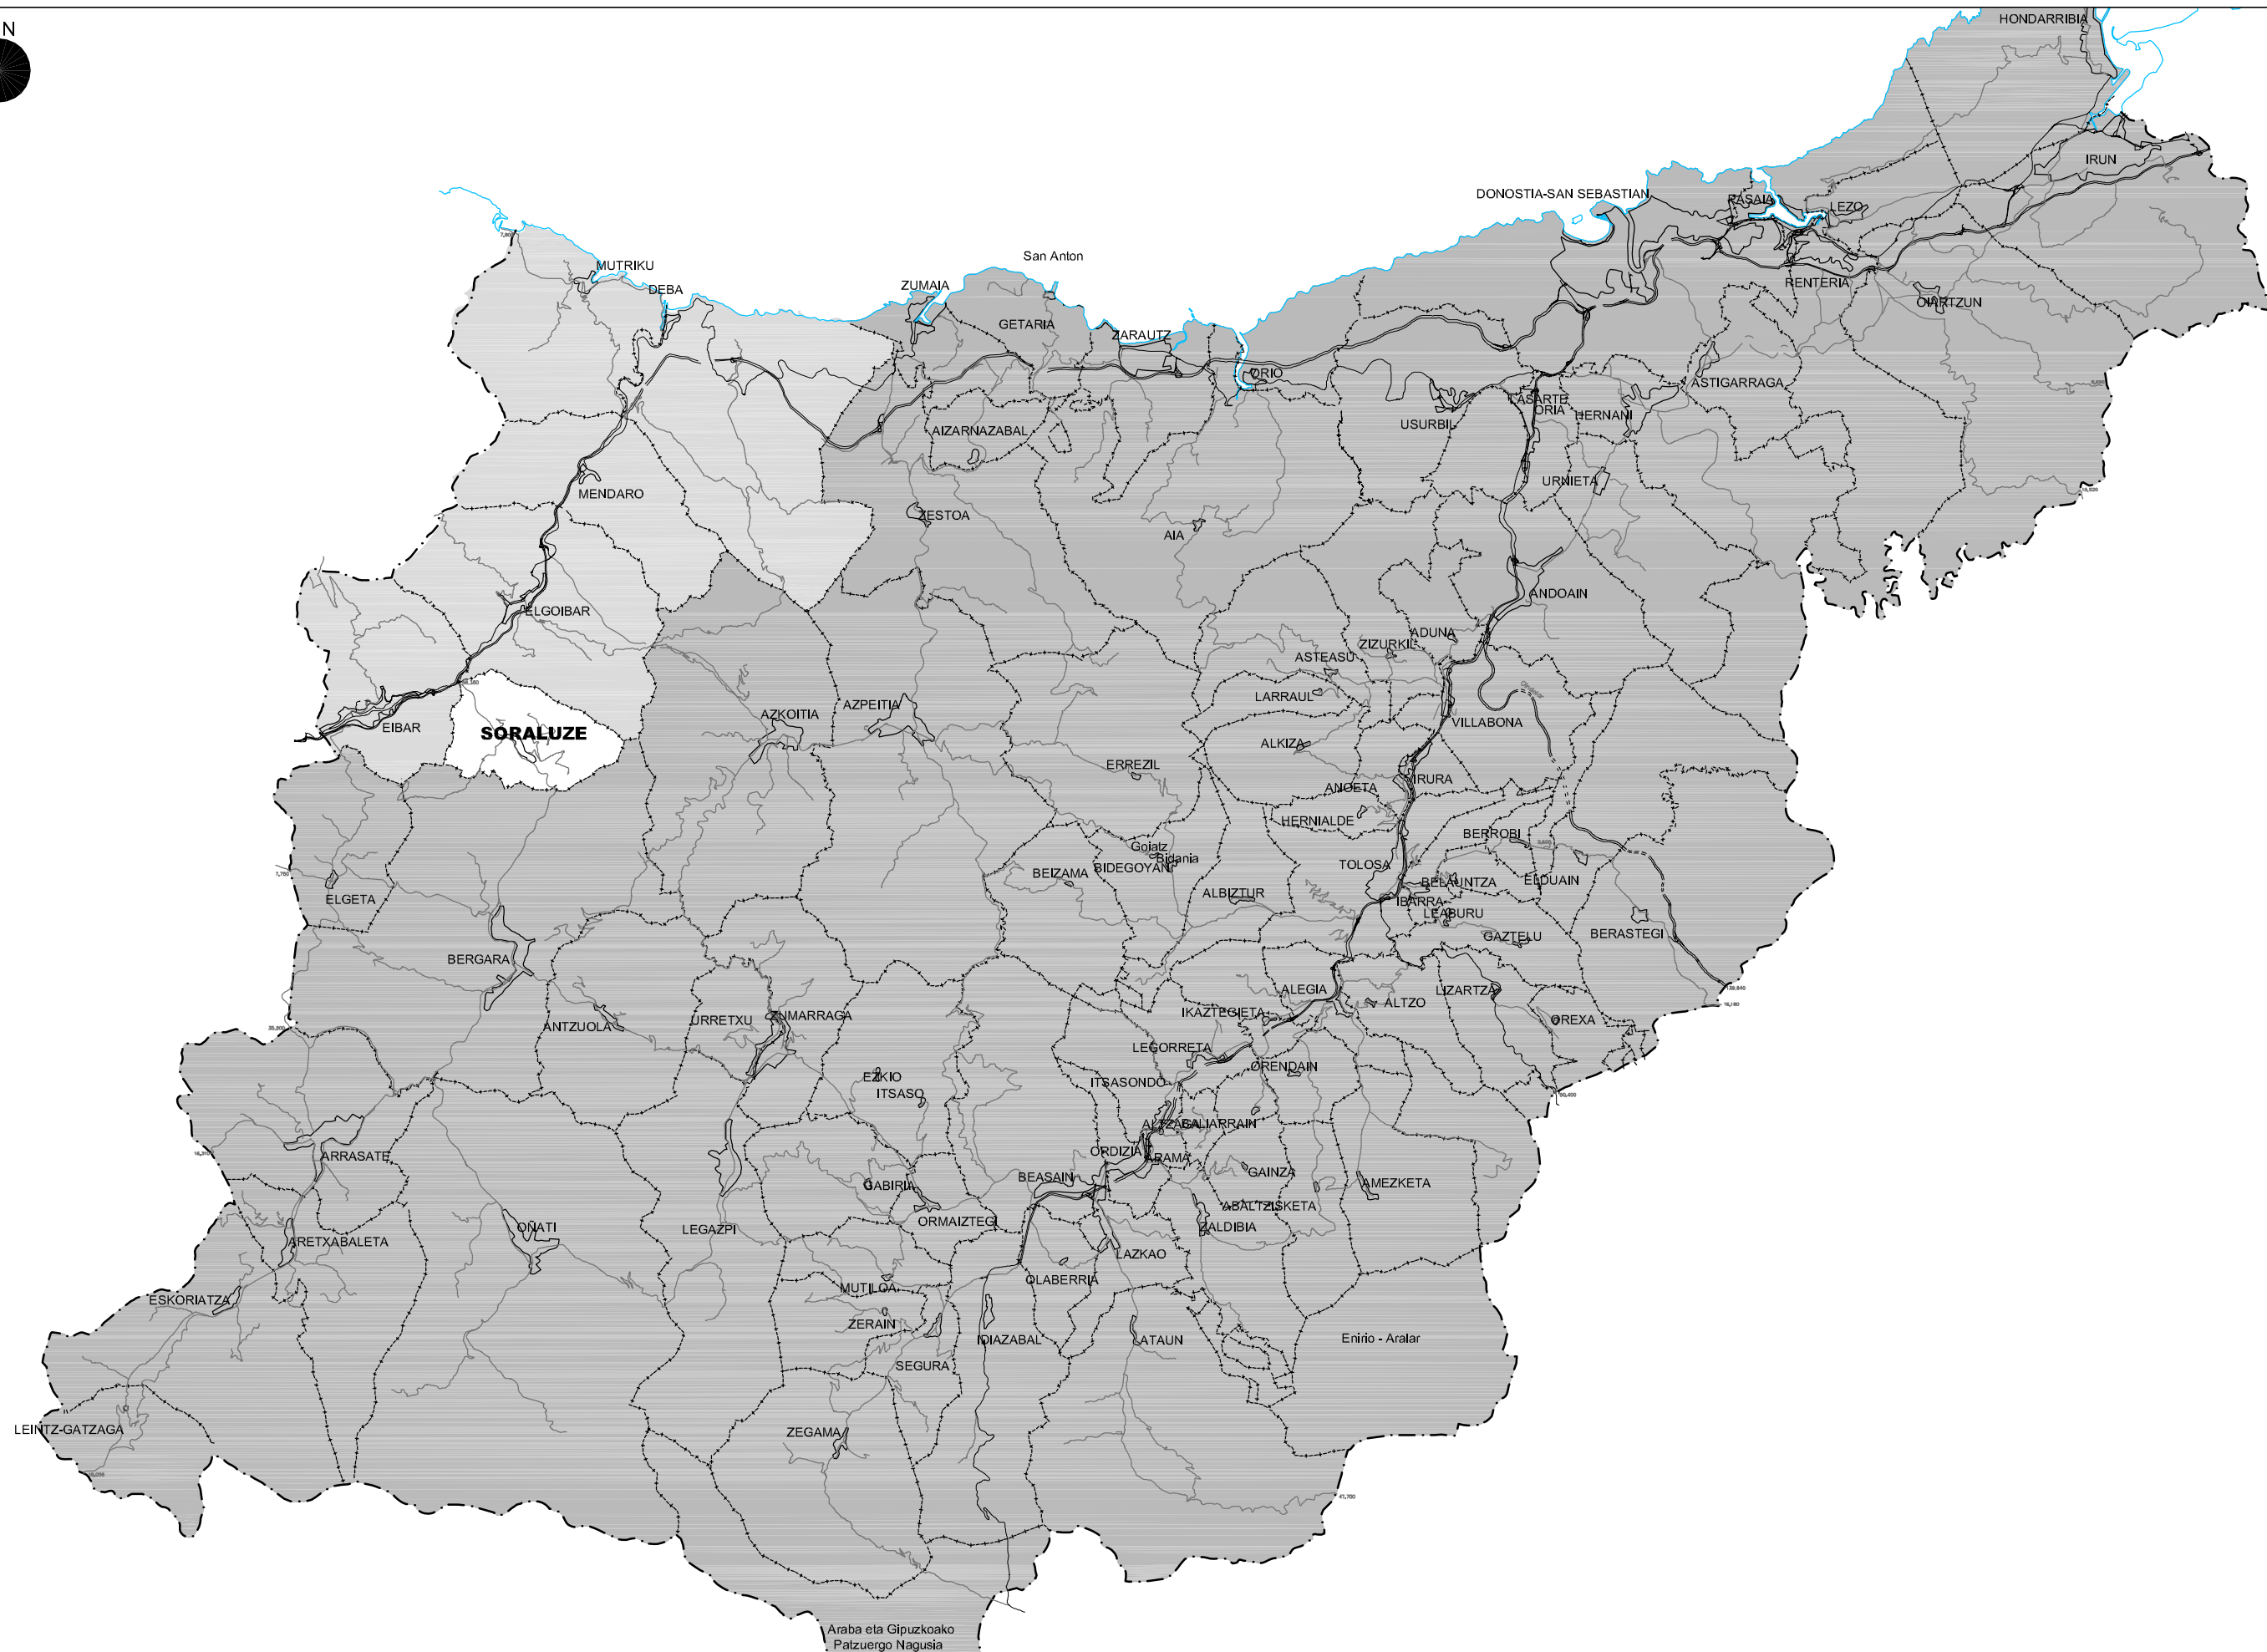 N
HONDARRIBIA
IRUN
DONOSTIA-SAN SEBASTIAN
PASAIA
LEZO
San Anton
MUTRIKU
DEBA
ZUMAIA
GETARIA
ZARAUTZ
ORIO
RENTERIA
OIARTZUN
ASTIGARRAGA
LASARTE
ORIA
HERNANI
USURBIL
AIZARNAZABAL
MENDARO
URNIETA
ZESTOA
AIA
ELGOIBAR
ANDOAIN
ADUNA
ZIZURKIL
ASTEASU
LARRAUL
VILLABONA
AZPEITIA
AZKOITIA
EIBAR
SORALUZE
ALKIZA
ERREZIL
IRURA
ANOETA
HERNIALDE
BERROBI
Goiatz
Bidania
BIDEGOYAN
BEIZAMA
TOLOSA
BELAUNTZA
ELDUAIN
ALBIZTUR
IBARRA
LEABURU
ELGETA
GAZTELU
BERASTEGI
BERGARA
ALEGIA
ALTZO
LIZARTZA
IKAZTEGIETA
OREXA
ANTZUOLA
URRETXU
ZUMARRAGA
LEGORRETA
ORENDAIN
EZKIO
ITSASO
ITSASONDO
ALTZAGA
BALIARRAIN
ORDIZIA
ARAMA
ARRASATE
BEASAIN
GAINZA
AMEZKETA
GABIRIA
ABALTZISKETA
ORMAIZTEGI
ZALDIBIA
OÑATI
LEGAZPI
ARETXABALETA
LAZKAO
OLABERRIA
MUTILOA
ESKORIATZA
ZERAIN
IDIAZABAL
ATAUN
Enirio - Aralar
SEGURA
LEINTZ-GATZAGA
ZEGAMA
Araba eta Gipuzkoako
Patzuergo Nagusia